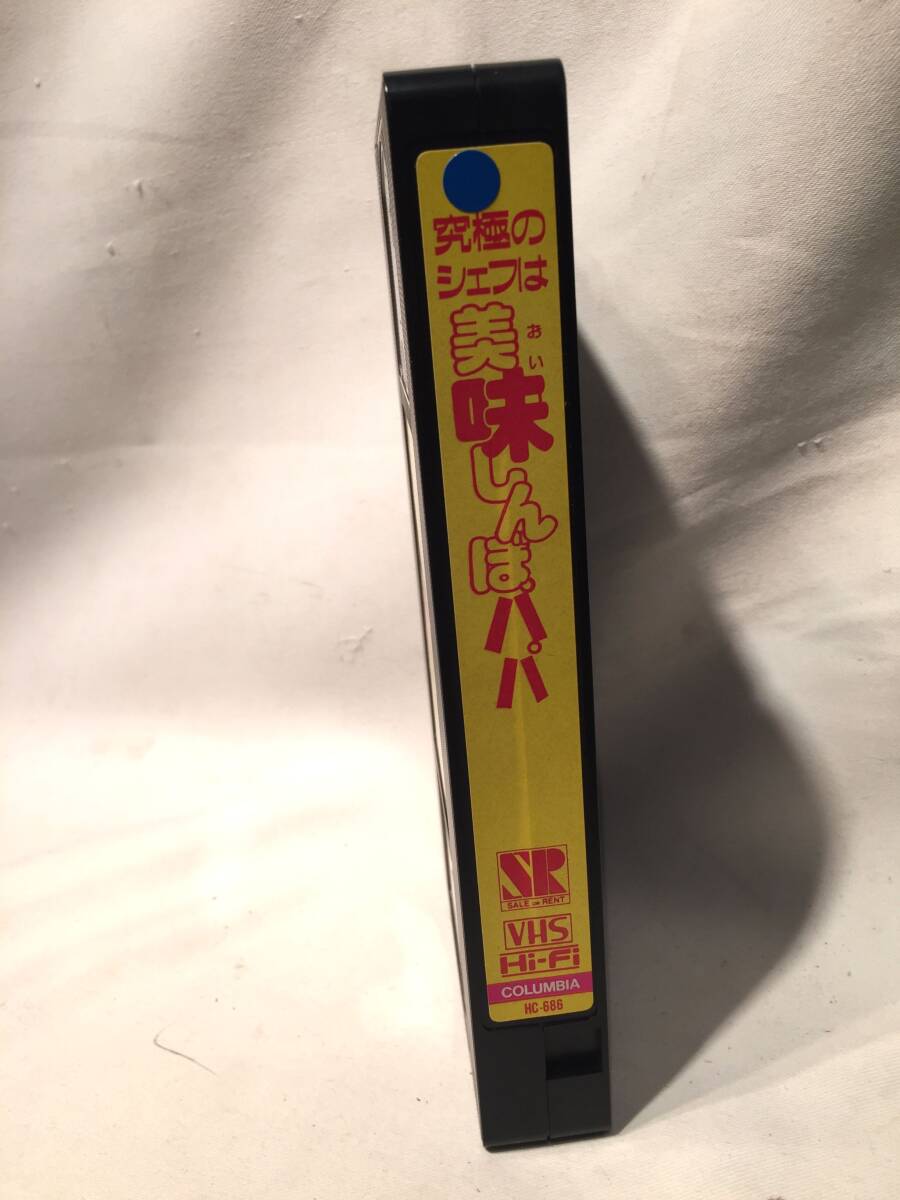 究極の
シェフは
美味しんぼパパ
おい
SR
SALE OR RENT
VHS
Hi-Fi
COLUMBIA
HC-686